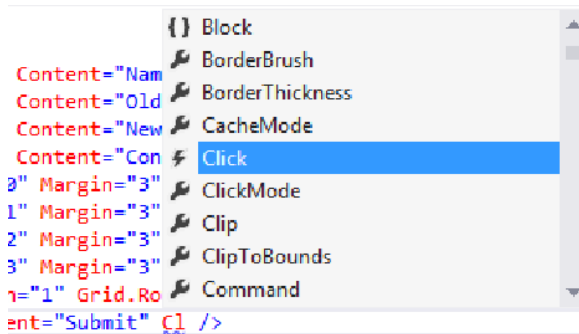 Block
BorderBrush
Content="Nam
BorderThickness
Content="Old
CacheMode
Content="New
Click
Content="Con
ClickMode
0" Margin="3"
Clip
1" Margin="3"
ClipToBounds
2" Margin="3"
Command
3" Margin="3"
n="1" Grid.Ro
ent="Submit" Cl />